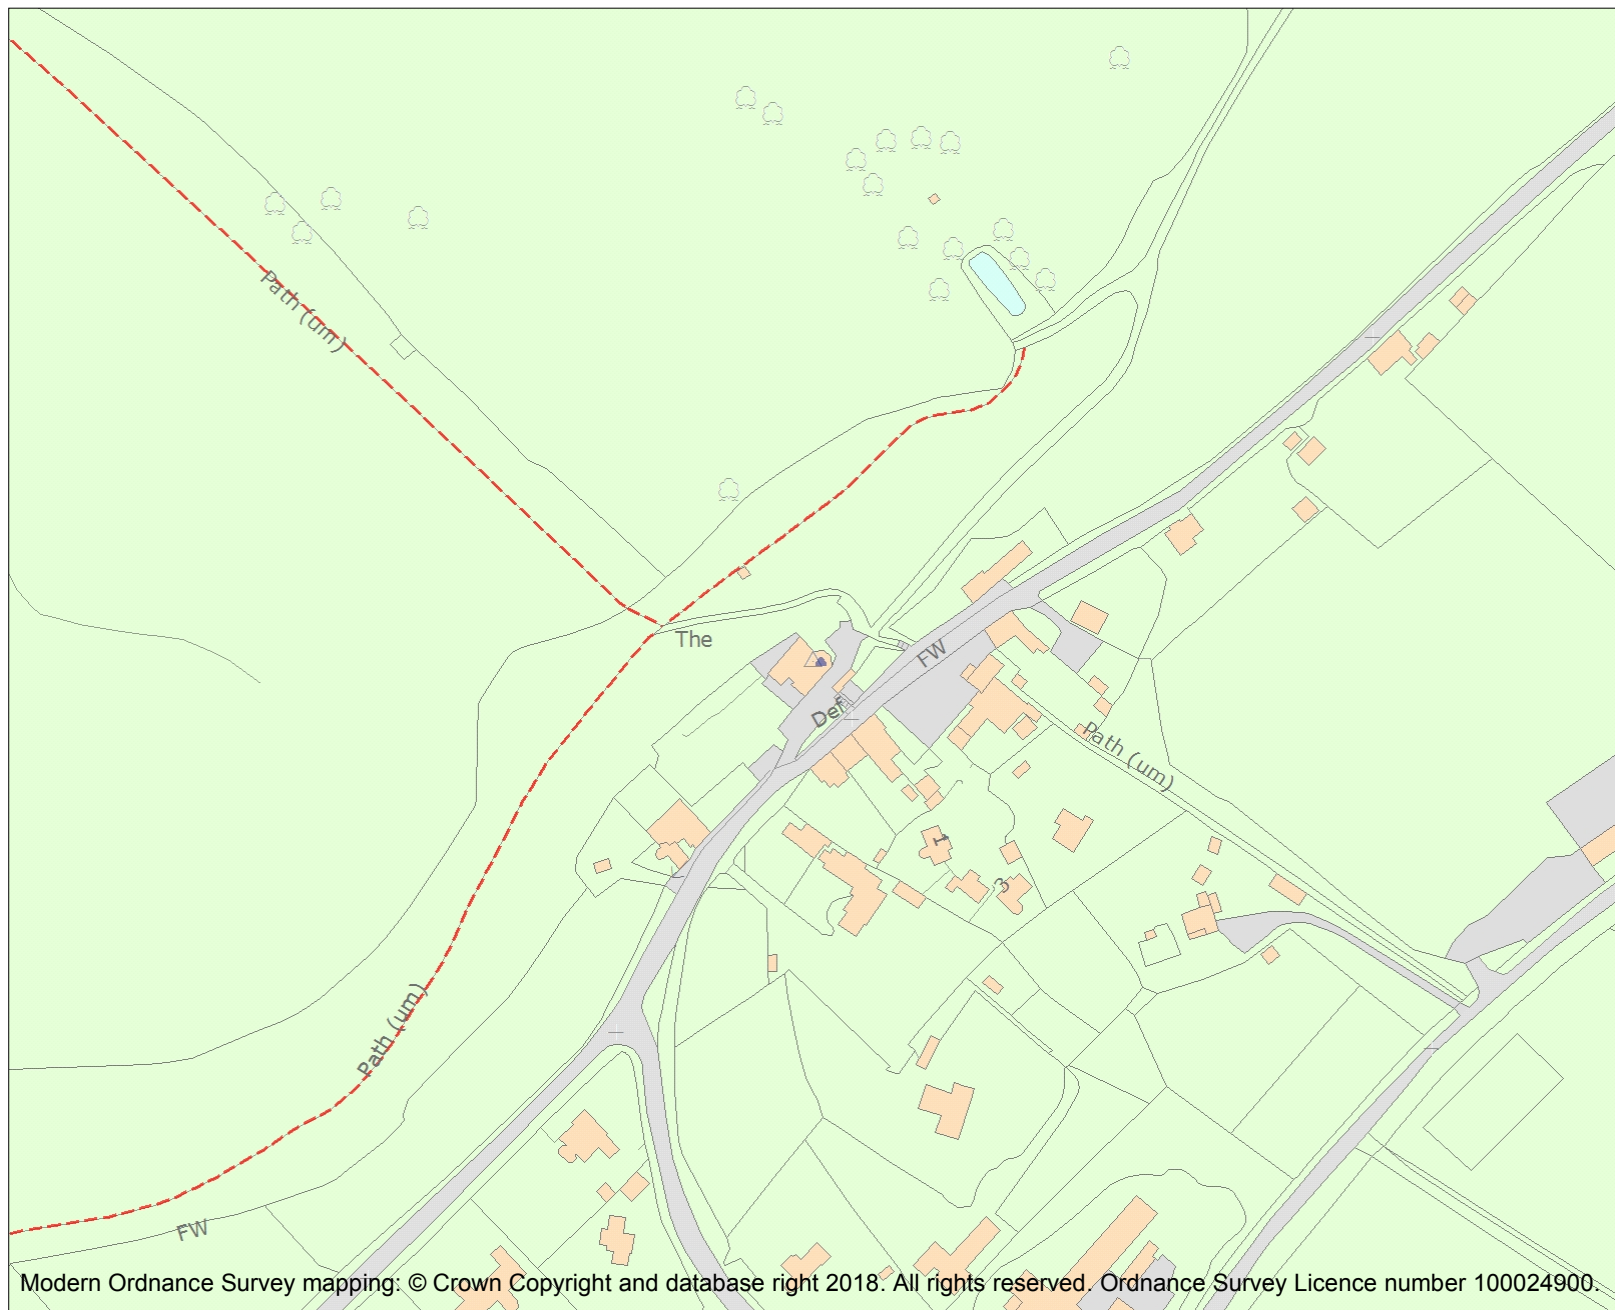 Path (um)
The
FW
Def
Path (um)
1
3
Path (um)
FW
Modern Ordnance Survey mapping: © Crown Copyright and database right 2018. All rights reserved. Ordnance Survey Licence number 100024900.